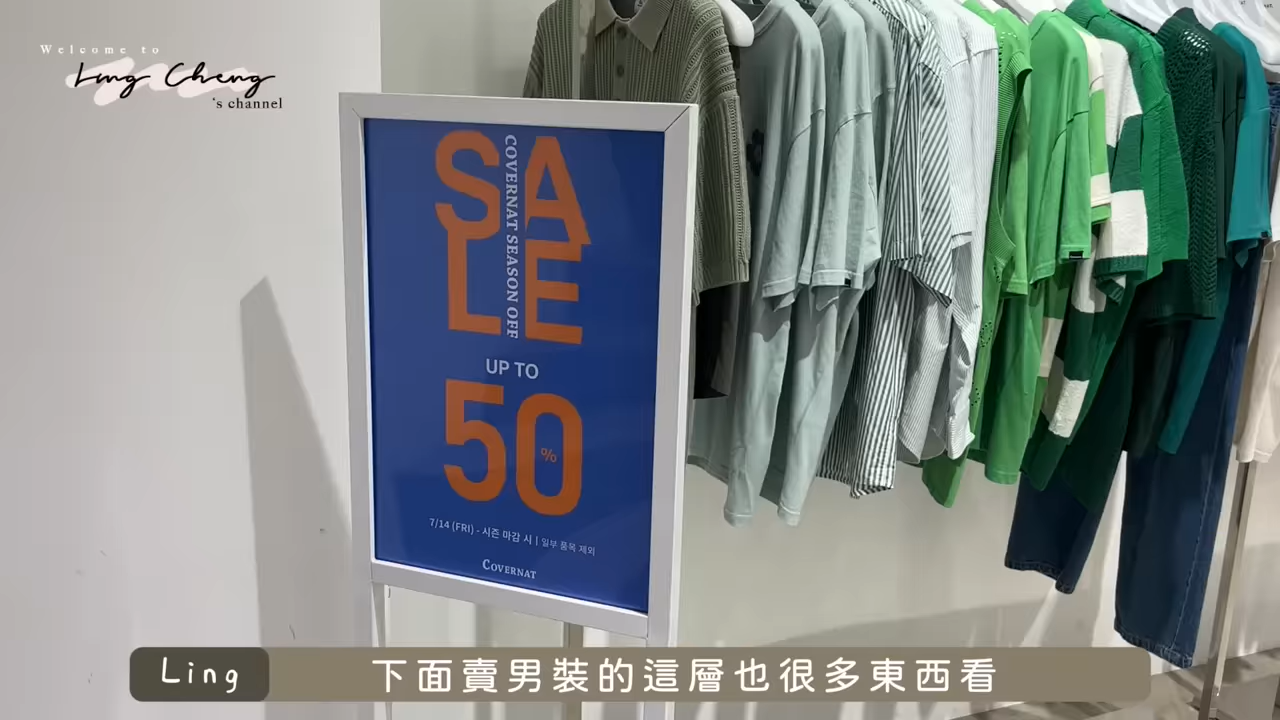 Welcome to
Ling Cheng
's channel
SALE
COVERNAT SEASON OFF
UP TO
50%
7/14 (FRI) - 시즌 마감 시 | 일부 품목 제외
COVERNAT
Ling
下面賣男裝的這層也很多東西看